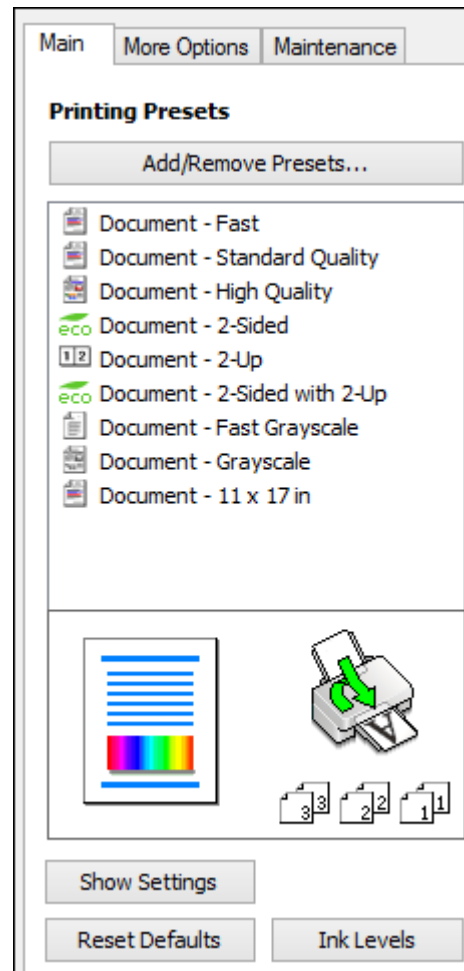 Main More Options Maintenance
Printing Presets
Add/Remove Presets...
Document - Fast
Document - Standard Quality
Document - High Quality
eco Document - 2-Sided
1 2 Document - 2-Up
eco Document - 2-Sided with 2-Up
Document - Fast Grayscale
Document - Grayscale
Document - 11 x 17 in
A
3 3 2 2 1 1
Show Settings
Reset Defaults Ink Levels